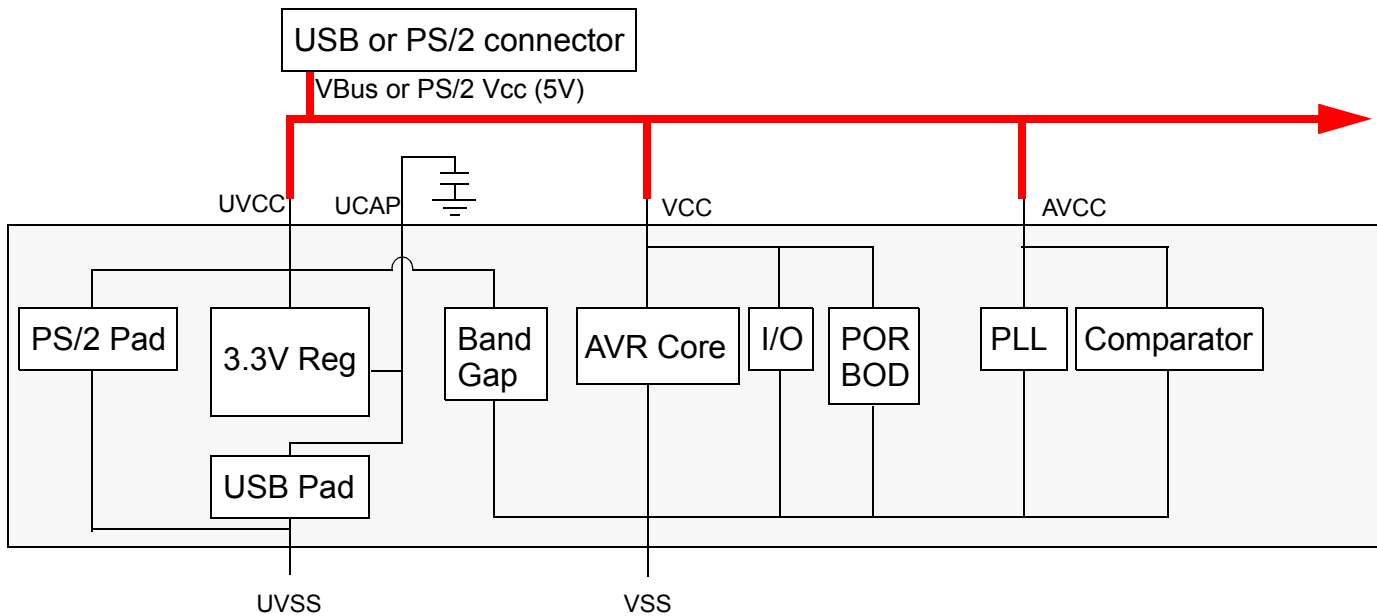 USB or PS/2 connector
VBus or PS/2 Vcc (5V)
UVCC
UCAP
VCC
AVCC
PS/2 Pad
3.3V Reg
Band
Gap
AVR Core
I/O
POR
BOD
PLL
Comparator
USB Pad
UVSS
VSS